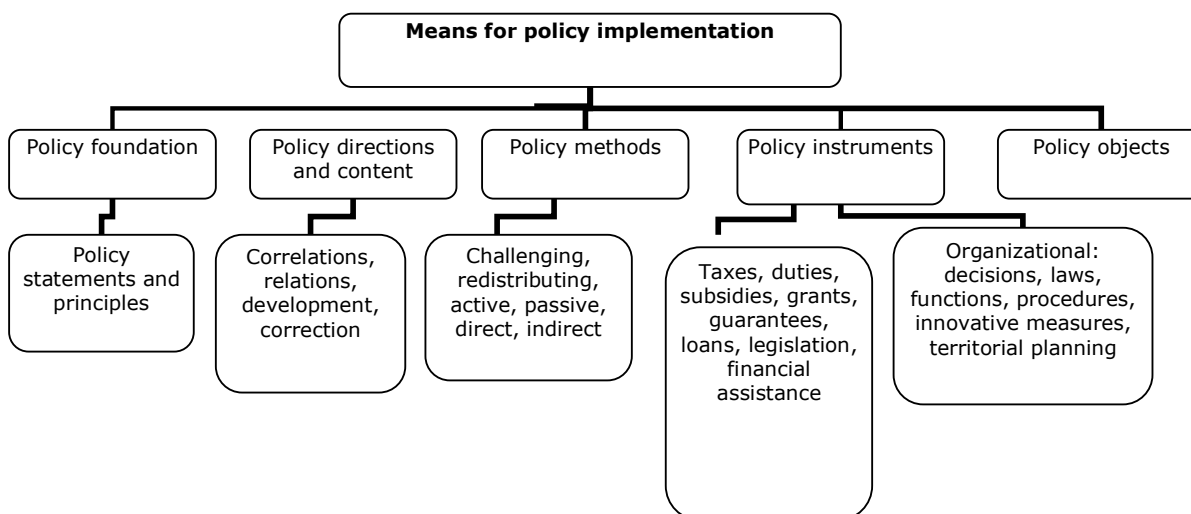 Means for policy implementation
Policy foundation
Policy directions
and content
Policy methods
Policy instruments
Policy objects
Policy
statements and
principles
Correlations,
relations,
development,
correction
Challenging,
redistributing,
active, passive,
direct, indirect
Taxes, duties,
subsidies, grants,
guarantees,
loans, legislation,
financial
assistance
Organizational:
decisions, laws,
functions, procedures,
innovative measures,
territorial planning